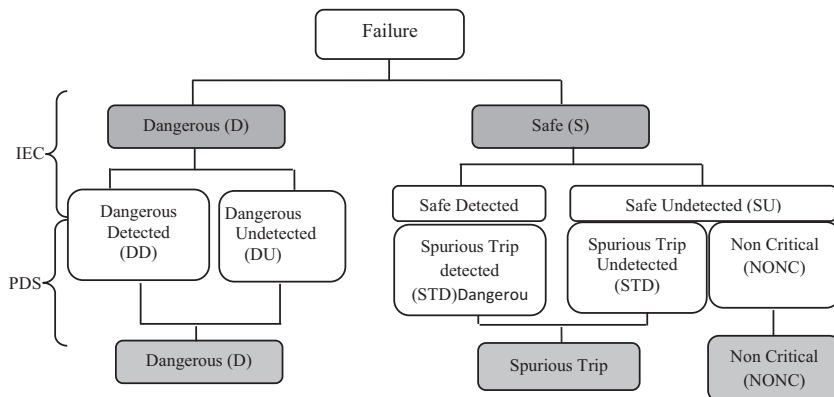 Failure
Dangerous (D)
Safe (S)
IEC
Dangerous
Detected
(DD)
Dangerous
Undetected
(DU)
Safe Detected
Safe Undetected (SU)
Spurious Trip
detected
(STD)Dangerou
Spurious Trip
Undetected
(STD)
Non Critical
(NONC)
PDS
Dangerous (D)
Spurious Trip
Non Critical
(NONC)